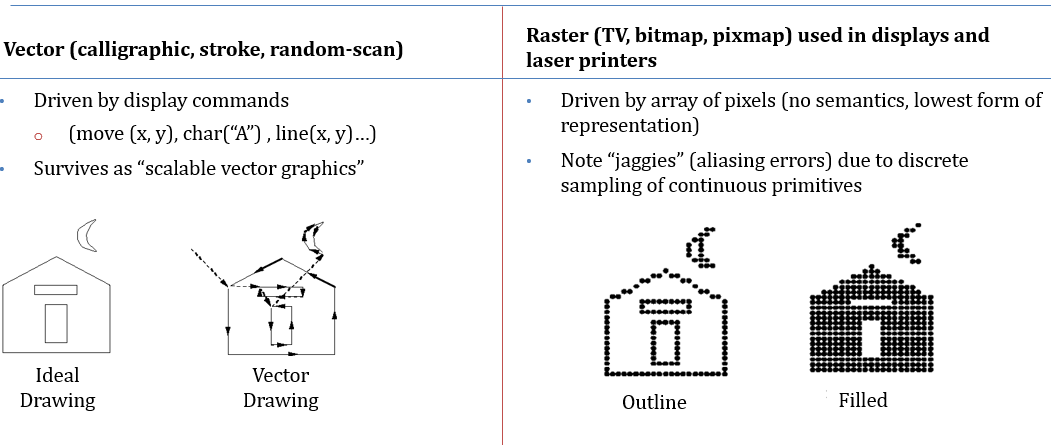 Vector (calligraphic, stroke, random-scan)
• Driven by display commands
o (move (x, y), char(“A”) , line(x, y)…)
• Survives as “scalable vector graphics”
Ideal
Drawing
Vector
Drawing
Raster (TV, bitmap, pixmap) used in displays and
laser printers
• Driven by array of pixels (no semantics, lowest form of
representation)
• Note “jaggies” (aliasing errors) due to discrete
sampling of continuous primitives
Outline
Filled